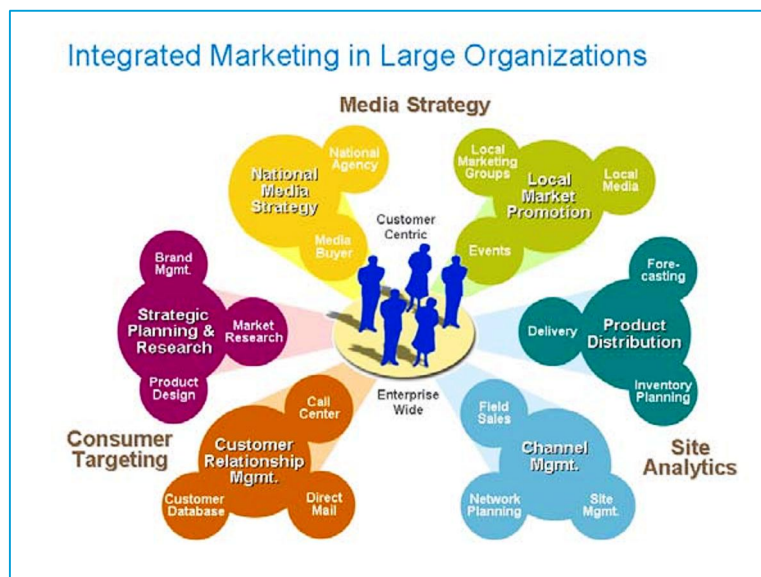 Integrated Marketing in Large Organizations
Media Strategy
National
Media
Strategy
National
Agency
Media
Buyer
Customer
Centric
Local
Marketing
Groups
Local
Market
Promotion
Local
Media
Events
Brand
Mgmt.
Strategic
Planning &
Research
Market
Research
Product
Design
Fore-
casting
Delivery
Product
Distribution
Inventory
Planning
Enterprise
Wide
Consumer
Targeting
Call
Center
Customer
Relationship
Mgmt.
Customer
Database
Direct
Mail
Field
Sales
Channel
Mgmt.
Network
Planning
Site
Mgmt.
Site
Analytics